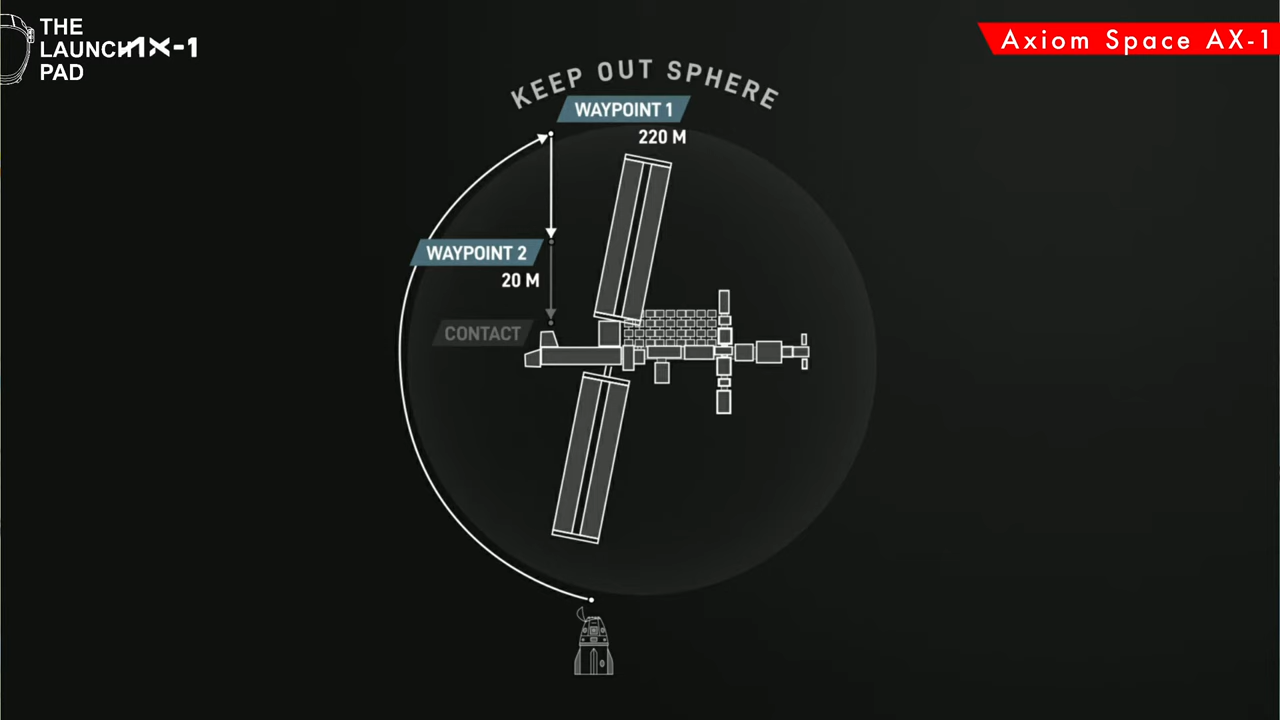 THE
LAUNCH
PAD
AX-1
Axiom Space AX-1
KEEP OUT SPHERE
WAYPOINT 1
220 M
WAYPOINT 2
20 M
CONTACT